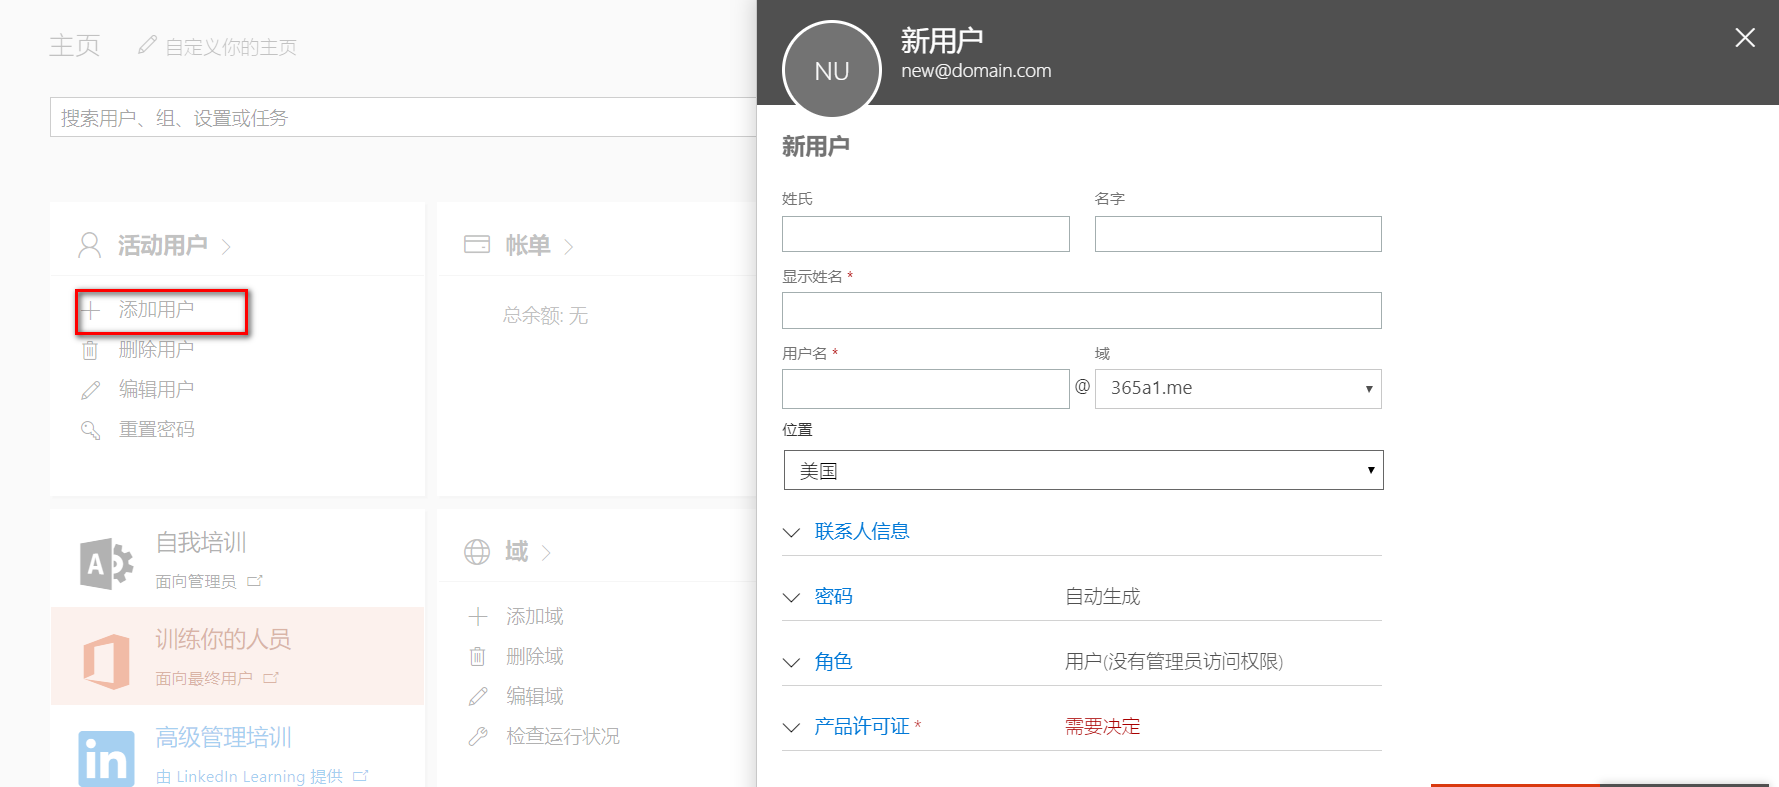 主页
自定义你的主页
搜索用户、组、设置或任务
活动用户
添加用户
删除用户
编辑用户
重置密码
帐单
总余额: 无
自我培训
面向管理员
训练你的人员
面向最终用户
高级管理培训
由 LinkedIn Learning 提供
域
添加域
删除域
编辑域
检查运行状况
NU
新用户
new@domain.com
新用户
姓氏
名字
显示姓名 *
用户名 *
域
@
365a1.me
位置
美国
联系人信息
密码
自动生成
角色
用户(没有管理员访问权限)
产品许可证 *
需要决定